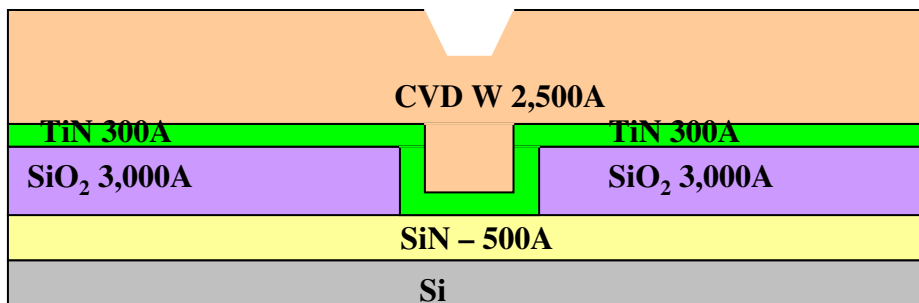 CVD W 2,500A
TiN 300A TiN 300A
SiO₂ 3,000A SiO₂ 3,000A
SiN – 500A
Si